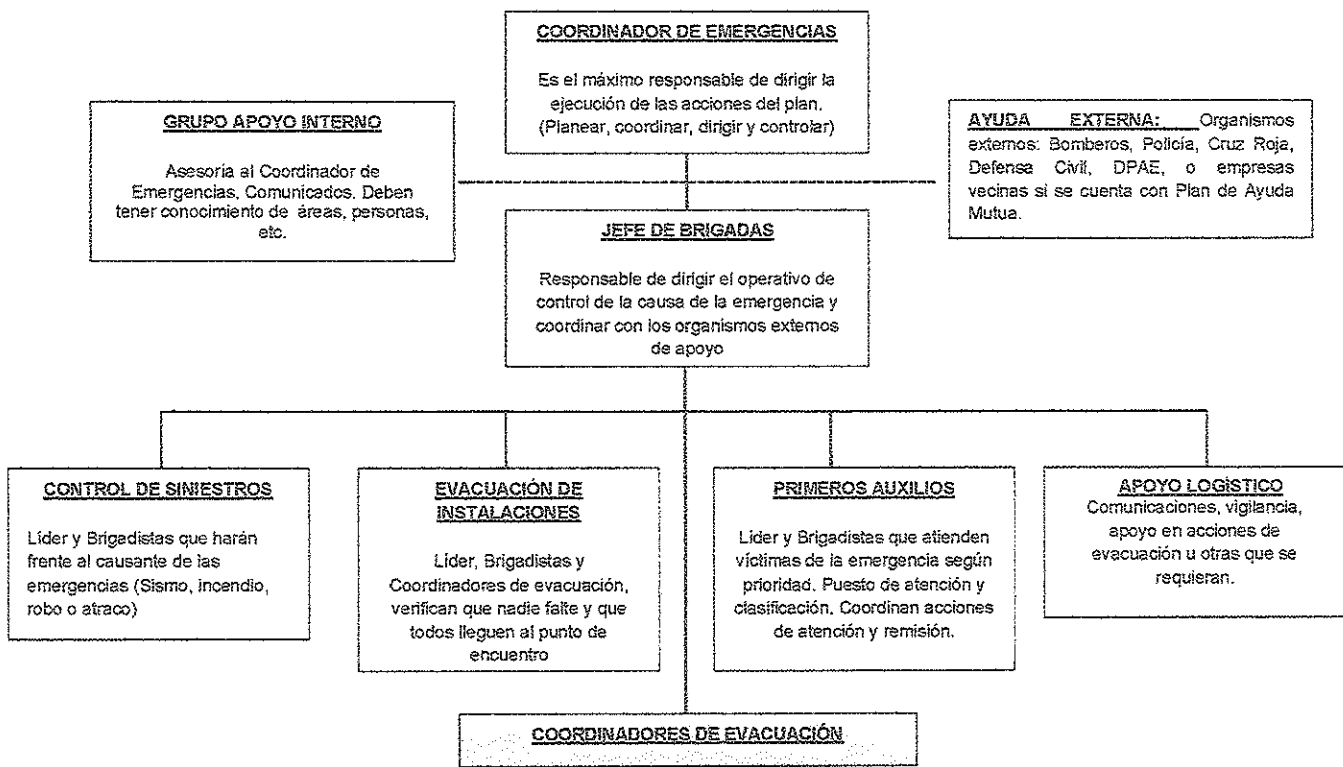 COORDINADOR DE EMERGENCIAS
Es el máximo responsable de dirigir la
ejecución de las acciones del plan.
(Planear, coordinar, dirigir y controlar)
GRUPO APOYO INTERNO
Asesoría al Coordinador de
Emergencias, Comunicados. Deben
tener conocimiento de áreas, personas,
etc.
AYUDA EXTERNA: Organismos
externos: Bomberos, Policía, Cruz Roja,
Defensa Civil, DPAE, o empresas
vecinas si se cuenta con Plan de Ayuda
Mutua.
JEFE DE BRIGADAS
Responsable de dirigir el operativo de
control de la causa de la emergencia y
coordinar con los organismos externos
de apoyo
CONTROL DE SINIESTROS
Líder y Brigadistas que harán
frente al causante de las
emergencias (Sismo, incendio,
robo o atraco)
EVACUACIÓN DE
INSTALACIONES
Líder, Brigadistas y
Coordinadores de evacuación,
verifican que nadie falte y que
todos lleguen al punto de
encuentro
PRIMEROS AUXILIOS
Líder y Brigadistas que atienden
víctimas de la emergencia según
prioridad. Puesto de atención y
clasificación. Coordinan acciones
de atención y remisión.
APOYO LOGÍSTICO
Comunicaciones, vigilancia,
apoyo en acciones de
evacuación u otras que se
requieran.
COORDINADORES DE EVACUACIÓN